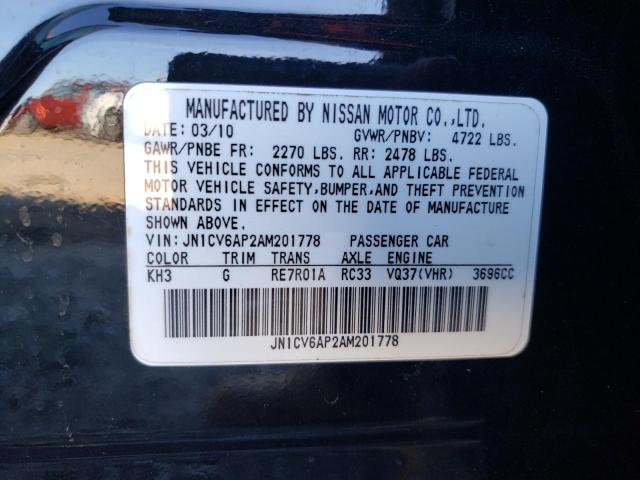 MANUFACTURED BY NISSAN MOTOR CO.,LTD.
DATE: 03/10 GVWR/PNBV: 4722 LBS.
GAWR/PNBE FR: 2270 LBS. RR: 2478 LBS.
THIS VEHICLE CONFORMS TO ALL APPLICABLE FEDERAL
MOTOR VEHICLE SAFETY,BUMPER,AND THEFT PREVENTION
STANDARDS IN EFFECT ON THE DATE OF MANUFACTURE
SHOWN ABOVE.
VIN: JN1CV6AP2AM201778 PASSENGER CAR
COLOR TRIM TRANS AXLE ENGINE
KH3 G RE7R01A RC33 VQ37(VHR) 3696CC
JN1CV6AP2AM201778